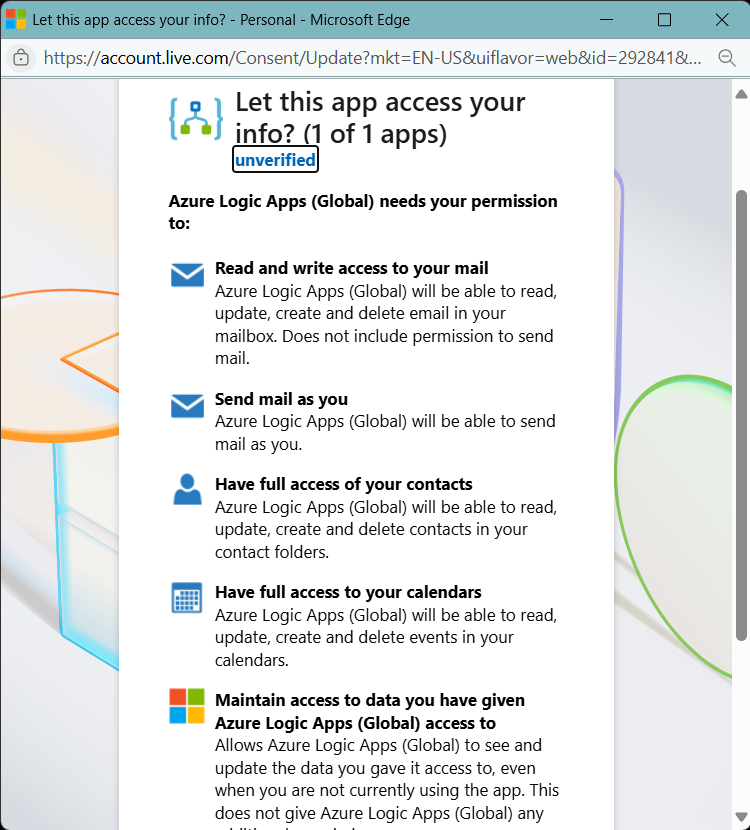 Let this app access your info? - Personal - Microsoft Edge
https://account.live.com/Consent/Update?mkt=EN-US&uiflavor=web&id=292841&...
Let this app access your
info? (1 of 1 apps)
unverified
Azure Logic Apps (Global) needs your permission
to:
Read and write access to your mail
Azure Logic Apps (Global) will be able to read,
update, create and delete email in your
mailbox. Does not include permission to send
mail.
Send mail as you
Azure Logic Apps (Global) will be able to send
mail as you.
Have full access of your contacts
Azure Logic Apps (Global) will be able to read,
update, create and delete contacts in your
contact folders.
Have full access to your calendars
Azure Logic Apps (Global) will be able to read,
update, create and delete events in your
calendars.
Maintain access to data you have given
Azure Logic Apps (Global) access to
Allows Azure Logic Apps (Global) to see and
update the data you gave it access to, even
when you are not currently using the app. This
does not give Azure Logic Apps (Global) any